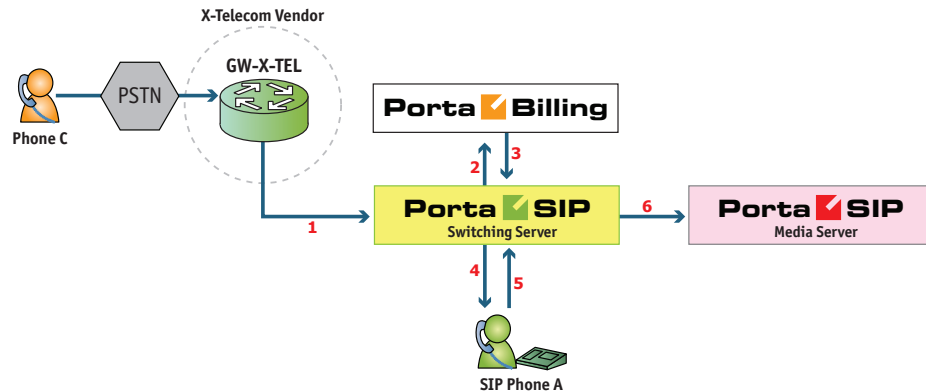 X-Telecom Vendor
GW-X-TEL
PSTN
Phone C
Porta Billing
2
3
1
Porta SIP
Switching Server
6
Porta SIP
Media Server
4
5
SIP Phone A